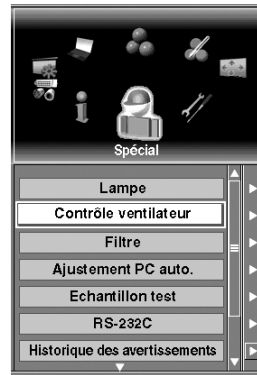 Spécial
Lampe
Contrôle ventilateur
Filtre
Ajustement PC auto.
Echantillon test
RS-232C
Historique des avertissements